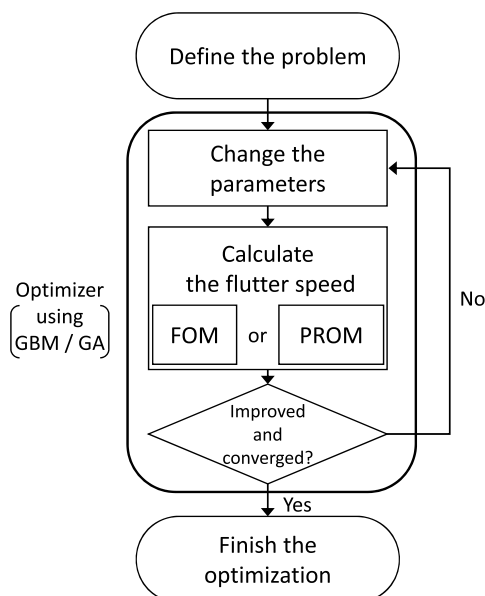 Define the problem
Change the
parameters
Calculate
the flutter speed
FOM or PROM
Optimizer
using
GBM / GA
No
Improved
and
converged?
Yes
Finish the
optimization